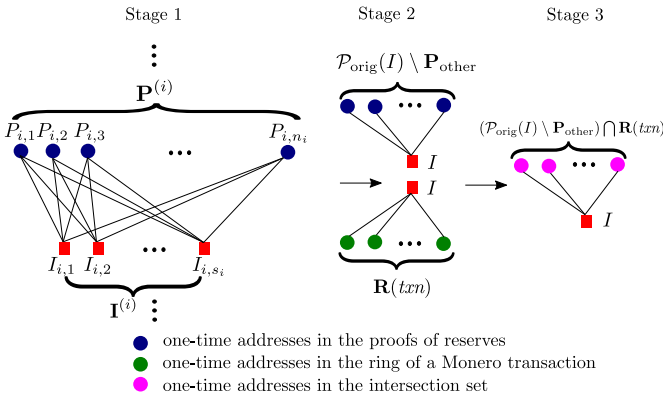 Stage 1
Stage 2
Stage 3
𝒫_orig(I) \ P_other
P^(i)
P_{i,1} P_{i,2} P_{i,3} ... P_{i,n_i}
(𝒫_orig(I) \ P_other) ⋂ R(txn)
I
I
I
I_{i,1} I_{i,2} ... I_{i,s_i}
R(txn)
I^(i)
one-time addresses in the proofs of reserves
one-time addresses in the ring of a Monero transaction
one-time addresses in the intersection set